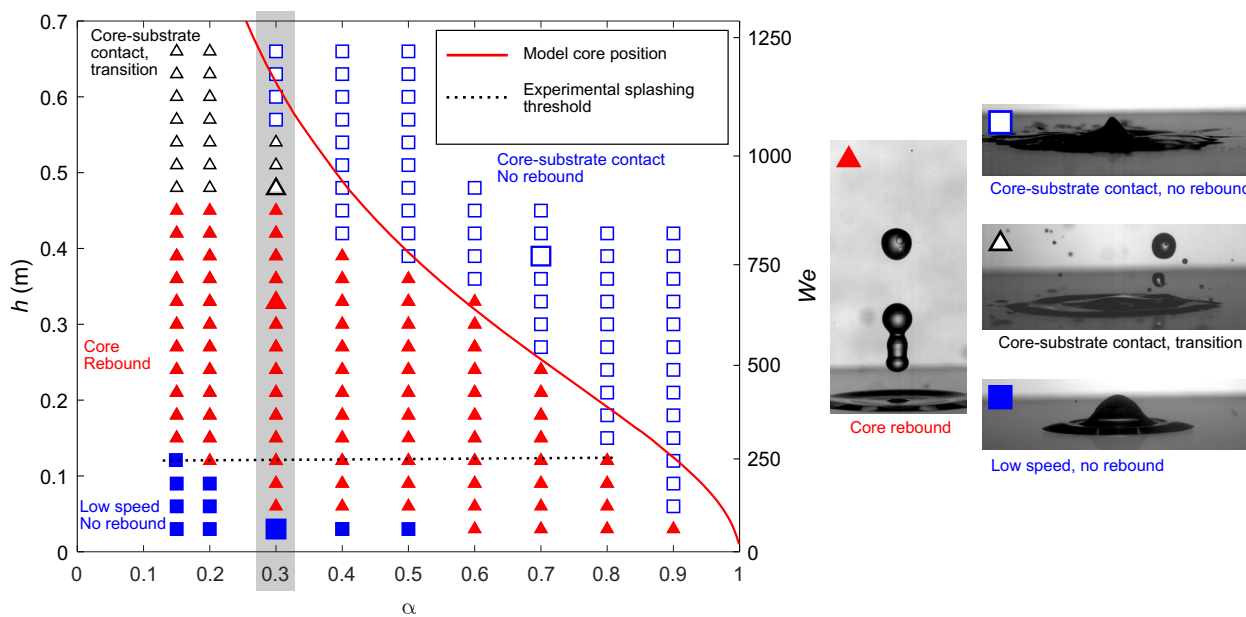 0.7
0.6
0.5
0.4
0.3
0.2
0.1
0
h (m)
0
0.1
0.2
0.3
0.4
0.5
0.6
0.7
0.8
0.9
1
α
1250
1000
750
500
250
0
We
Core-substrate
contact,
transition
Model core position
Experimental splashing
threshold
Core-substrate contact
No rebound
Core
Rebound
Low speed
No rebound
Core rebound
Core-substrate contact, no rebound
Core-substrate contact, transition
Low speed, no rebound